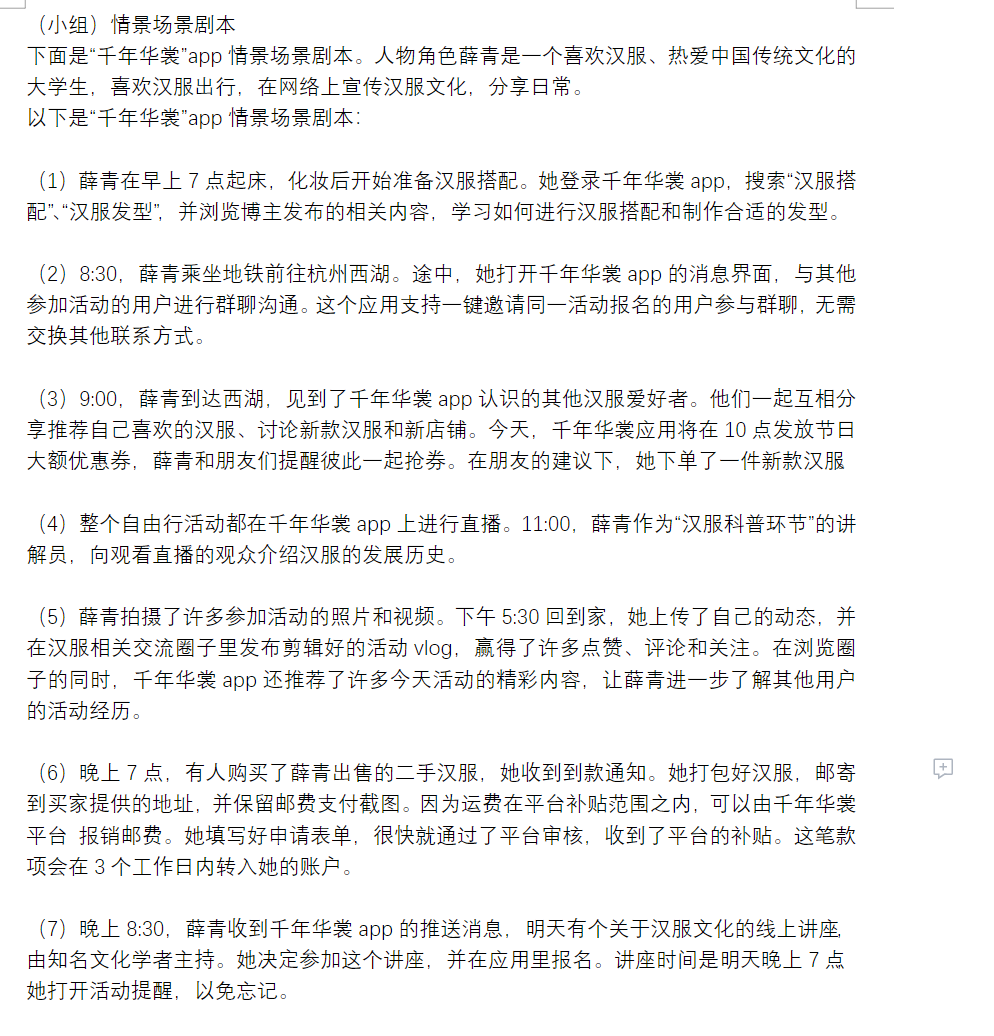 （小组）情景场景剧本
下面是“千年华裳”app 情景场景剧本。人物角色薛青是一个喜欢汉服、热爱中国传统文化的
大学生，喜欢汉服出行，在网络上宣传汉服文化，分享日常。
以下是“千年华裳”app 情景场景剧本：
（1）薛青在早上 7 点起床，化妆后开始准备汉服搭配。她登录千年华裳 app，搜索“汉服搭
配”、“汉服发型”，并浏览博主发布的相关内容，学习如何进行汉服搭配和制作合适的发型。
（2）8:30，薛青乘坐地铁前往杭州西湖。途中，她打开千年华裳 app 的消息界面，与其他
参加活动的用户进行群聊沟通。这个应用支持一键邀请同一活动报名的用户参与群聊，无需
交换其他联系方式。
（3）9:00，薛青到达西湖，见到了千年华裳 app 认识的其他汉服爱好者。他们一起互相分
享推荐自己喜欢的汉服、讨论新款汉服和新店铺。今天，千年华裳应用将在 10 点发放节日
大额优惠券，薛青和朋友们提醒彼此一起抢券。在朋友的建议下，她下单了一件新款汉服
（4）整个自由行活动都在千年华裳 app 上进行直播。11:00，薛青作为“汉服科普环节”的讲
解员，向观看直播的观众介绍汉服的发展历史。
（5）薛青拍摄了许多参加活动的照片和视频。下午 5:30 回到家，她上传了自己的动态，并
在汉服相关交流圈子里发布剪辑好的活动 vlog，赢得了许多点赞、评论和关注。在浏览圈
子的同时，千年华裳 app 还推荐了许多今天活动的精彩内容，让薛青进一步了解其他用户
的活动经历。
（6）晚上 7 点，有人购买了薛青出售的二手汉服，她收到到款通知。她打包好汉服，邮寄
到买家提供的地址，并保留邮费支付截图。因为运费在平台补贴范围之内，可以由千年华裳
平台 报销邮费。她填写好申请表单，很快就通过了平台审核，收到了平台的补贴。这笔款
项会在 3 个工作日内转入她的账户。
（7）晚上 8:30，薛青收到千年华裳 app 的推送消息，明天有个关于汉服文化的线上讲座，
由知名文化学者主持。她决定参加这个讲座，并在应用里报名。讲座时间是明天晚上 7 点
她打开活动提醒，以免忘记。